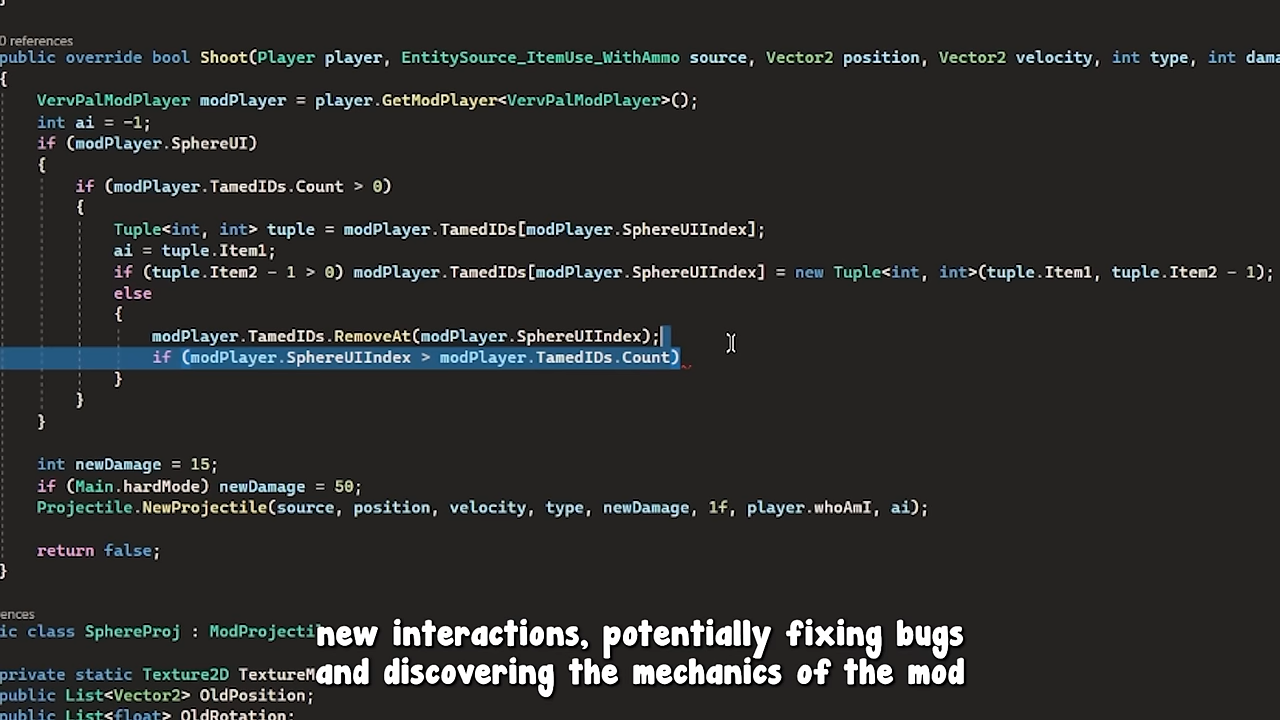 0 references
public override bool Shoot(Player player, EntitySource_ItemUse_WithAmmo source, Vector2 position, Vector2 velocity, int type, int dama
{
VervPalModPlayer modPlayer = player.GetModPlayer<VervPalModPlayer>();
int ai = -1;
if (modPlayer.SphereUI)
{
if (modPlayer.TamedIDs.Count > 0)
{
Tuple<int, int> tuple = modPlayer.TamedIDs[modPlayer.SphereUIIndex];
ai = tuple.Item1;
if (tuple.Item2 - 1 > 0) modPlayer.TamedIDs[modPlayer.SphereUIIndex] = new Tuple<int, int>(tuple.Item1, tuple.Item2 - 1);
else
{
modPlayer.TamedIDs.RemoveAt(modPlayer.SphereUIIndex);
if (modPlayer.SphereUIIndex > modPlayer.TamedIDs.Count)
}
}
}
int newDamage = 15;
if (Main.hardMode) newDamage = 50;
Projectile.NewProjectile(source, position, velocity, type, newDamage, 1f, player.whoAmI, ai);
return false;
}
ences
ic class SphereProj : ModProjectil
private static Texture2D TextureM
public List<Vector2> OldPosition;
public List<float> OldRotation;
new interactions, potentially fixing bugs
and discovering the mechanics of the mod